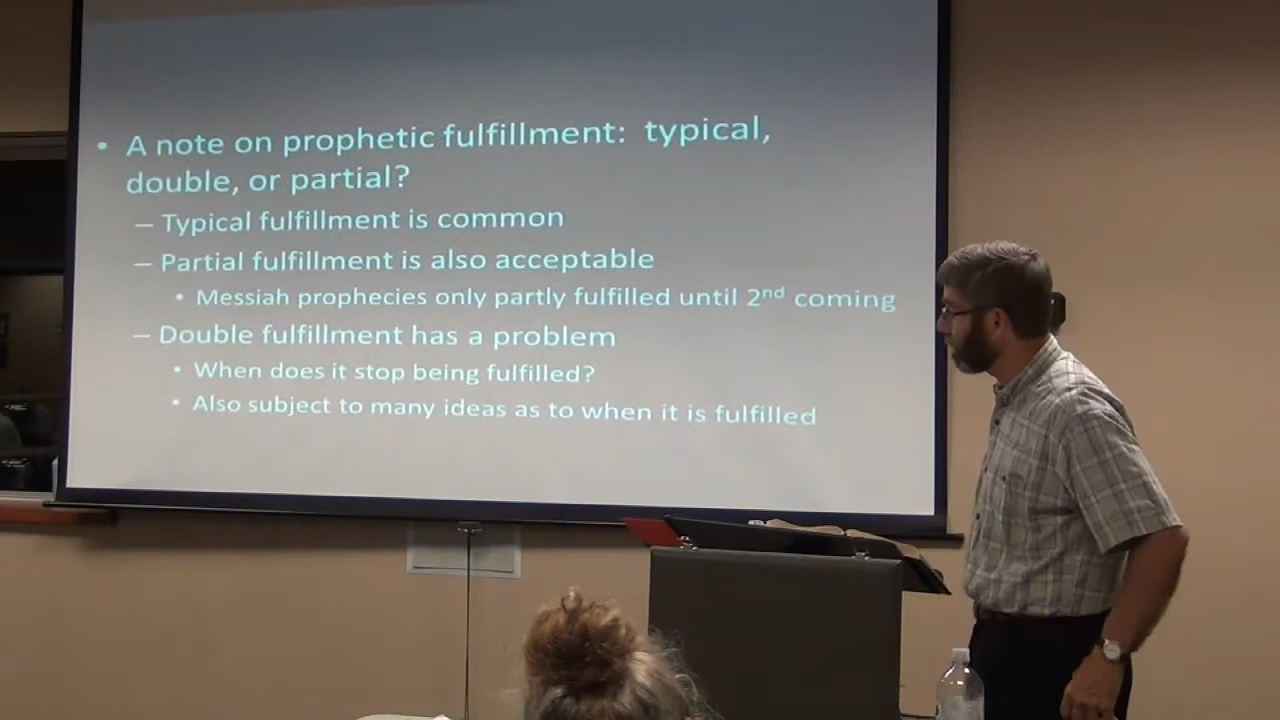 • A note on prophetic fulfillment: typical,
double, or partial?
– Typical fulfillment is common
– Partial fulfillment is also acceptable
• Messiah prophecies only partly fulfilled until 2nd coming
– Double fulfillment has a problem
• When does it stop being fulfilled?
• Also subject to many ideas as to when it is fulfilled